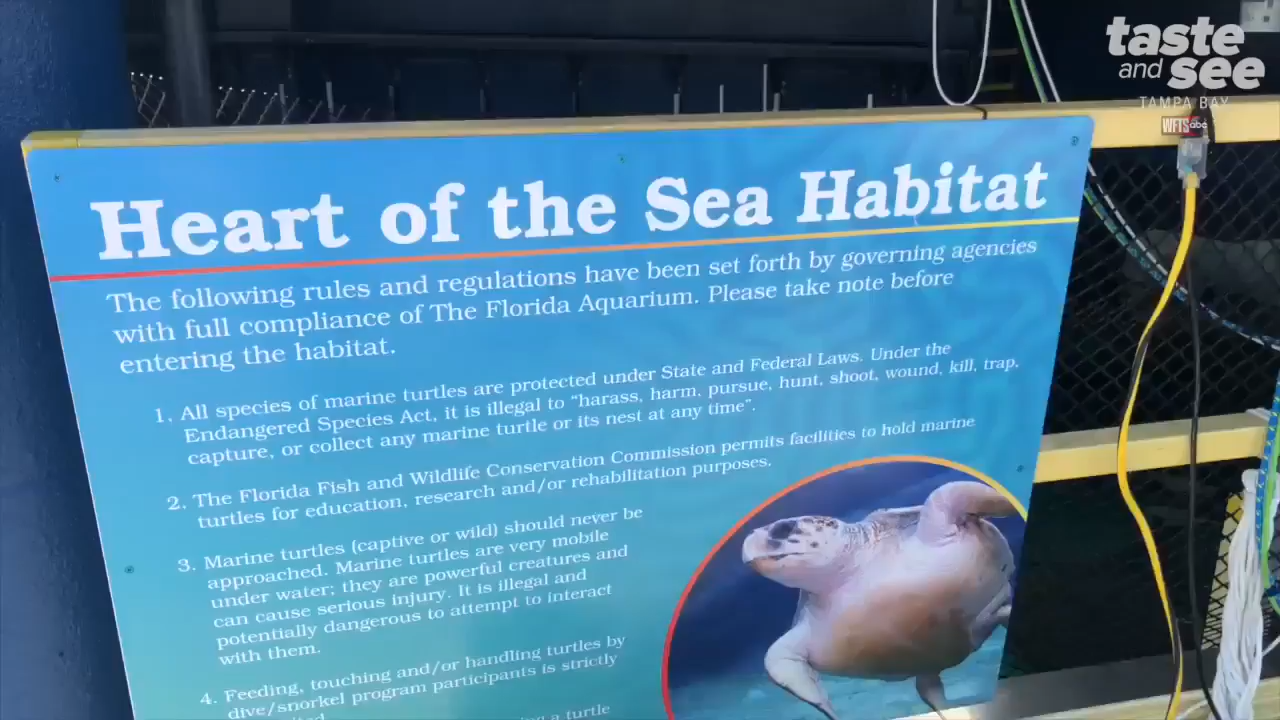 taste
and see
TAMPA BAY
WFTS abc
Heart of the Sea Habitat
The following rules and regulations have been set forth by governing agencies
with full compliance of The Florida Aquarium. Please take note before
entering the habitat.
1. All species of marine turtles are protected under State and Federal Laws. Under the
Endangered Species Act, it is illegal to "harass, harm, pursue, hunt, shoot, wound, kill, trap,
capture, or collect any marine turtle or its nest at any time".
2. The Florida Fish and Wildlife Conservation Commission permits facilities to hold marine
turtles for education, research and/or rehabilitation purposes.
3. Marine turtles (captive or wild) should never be
approached. Marine turtles are very mobile
under water; they are powerful creatures and
can cause serious injury. It is illegal and
potentially dangerous to attempt to interact
with them.
4. Feeding, touching and/or handling turtles by
dive/snorkel program participants is strictly
a turtle